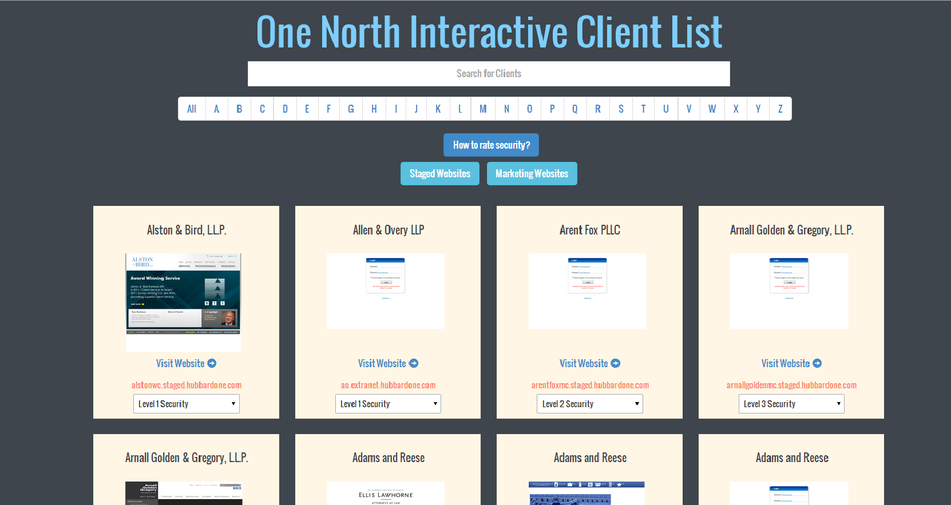 One North Interactive Client List
Search for Clients
All A B C D E F G H I J K L M N O P Q R S T U V W X Y Z
How to rate security?
Staged Websites Marketing Websites
Alston & Bird, L.L.P.
ALSTON
& BIRD
Award Winning Service
Visit Website
alstonwc.staged.hubbardone.com
Level 1 Security
Allen & Overy LLP
Visit Website
ao.extranet.hubbardone.com
Level 1 Security
Arent Fox PLLC
Visit Website
arentfoxmc.staged.hubbardone.com
Level 2 Security
Arnall Golden & Gregory, L.L.P.
Visit Website
arnallgoldenmc.staged.hubbardone.com
Level 3 Security
Arnall Golden & Gregory, L.L.P.
Adams and Reese
ELLIS LAWHORNE
Adams and Reese
Adams and Reese